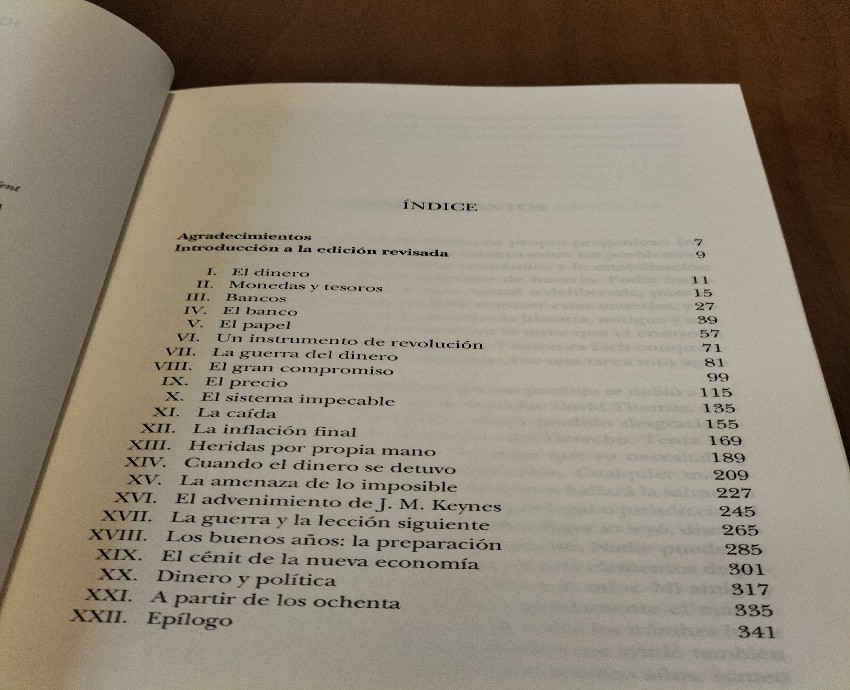 ent
ÍNDICE
Agradecimientos 7
Introducción a la edición revisada 9
I. El dinero 11
II. Monedas y tesoros 15
III. Bancos 27
IV. El banco 39
V. El papel 57
VI. Un instrumento de revolución 71
VII. La guerra del dinero 81
VIII. El gran compromiso 99
IX. El precio 115
X. El sistema impecable 135
XI. La caída 155
XII. La inflación final 169
XIII. Heridas por propia mano 189
XIV. Cuando el dinero se detuvo 209
XV. La amenaza de lo imposible 227
XVI. El advenimiento de J. M. Keynes 245
XVII. La guerra y la lección siguiente 265
XVIII. Los buenos años: la preparación 285
XIX. El cénit de la nueva economía 301
XX. Dinero y política 317
XXI. A partir de los ochenta 335
XXII. Epílogo 341